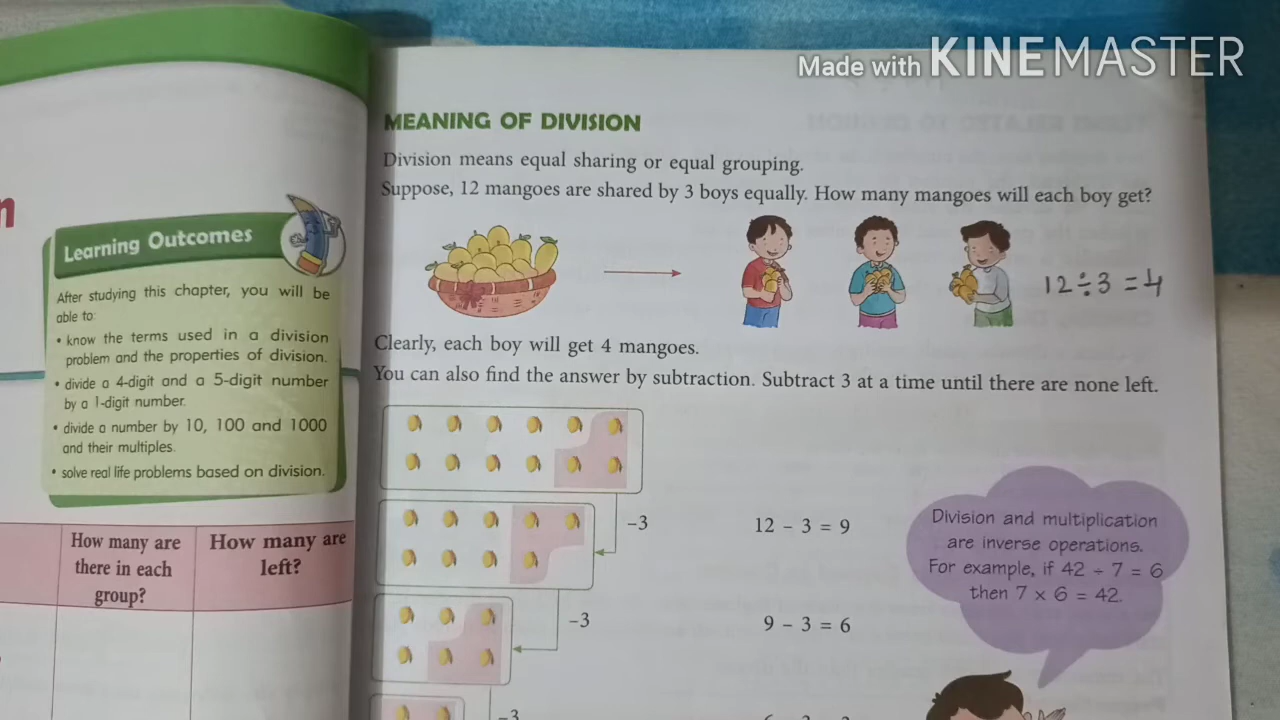 Made with KINEMASTER
MEANING OF DIVISION
Division means equal sharing or equal grouping.
Suppose, 12 mangoes are shared by 3 boys equally. How many mangoes will each boy get?
12÷3 = 4
Clearly, each boy will get 4 mangoes.
You can also find the answer by subtraction. Subtract 3 at a time until there are none left.
-3
12 - 3 = 9
-3
9 - 3 = 6
-3
Division and multiplication
are inverse operations.
For example, if 42 ÷ 7 = 6
then 7 × 6 = 42.
Learning Outcomes
After studying this chapter, you will be
able to:
• know the terms used in a division
problem and the properties of division.
• divide a 4-digit and a 5-digit number
by a 1-digit number.
• divide a number by 10, 100 and 1000
and their multiples.
• solve real life problems based on division.
How many are
there in each
group?
How many are
left?